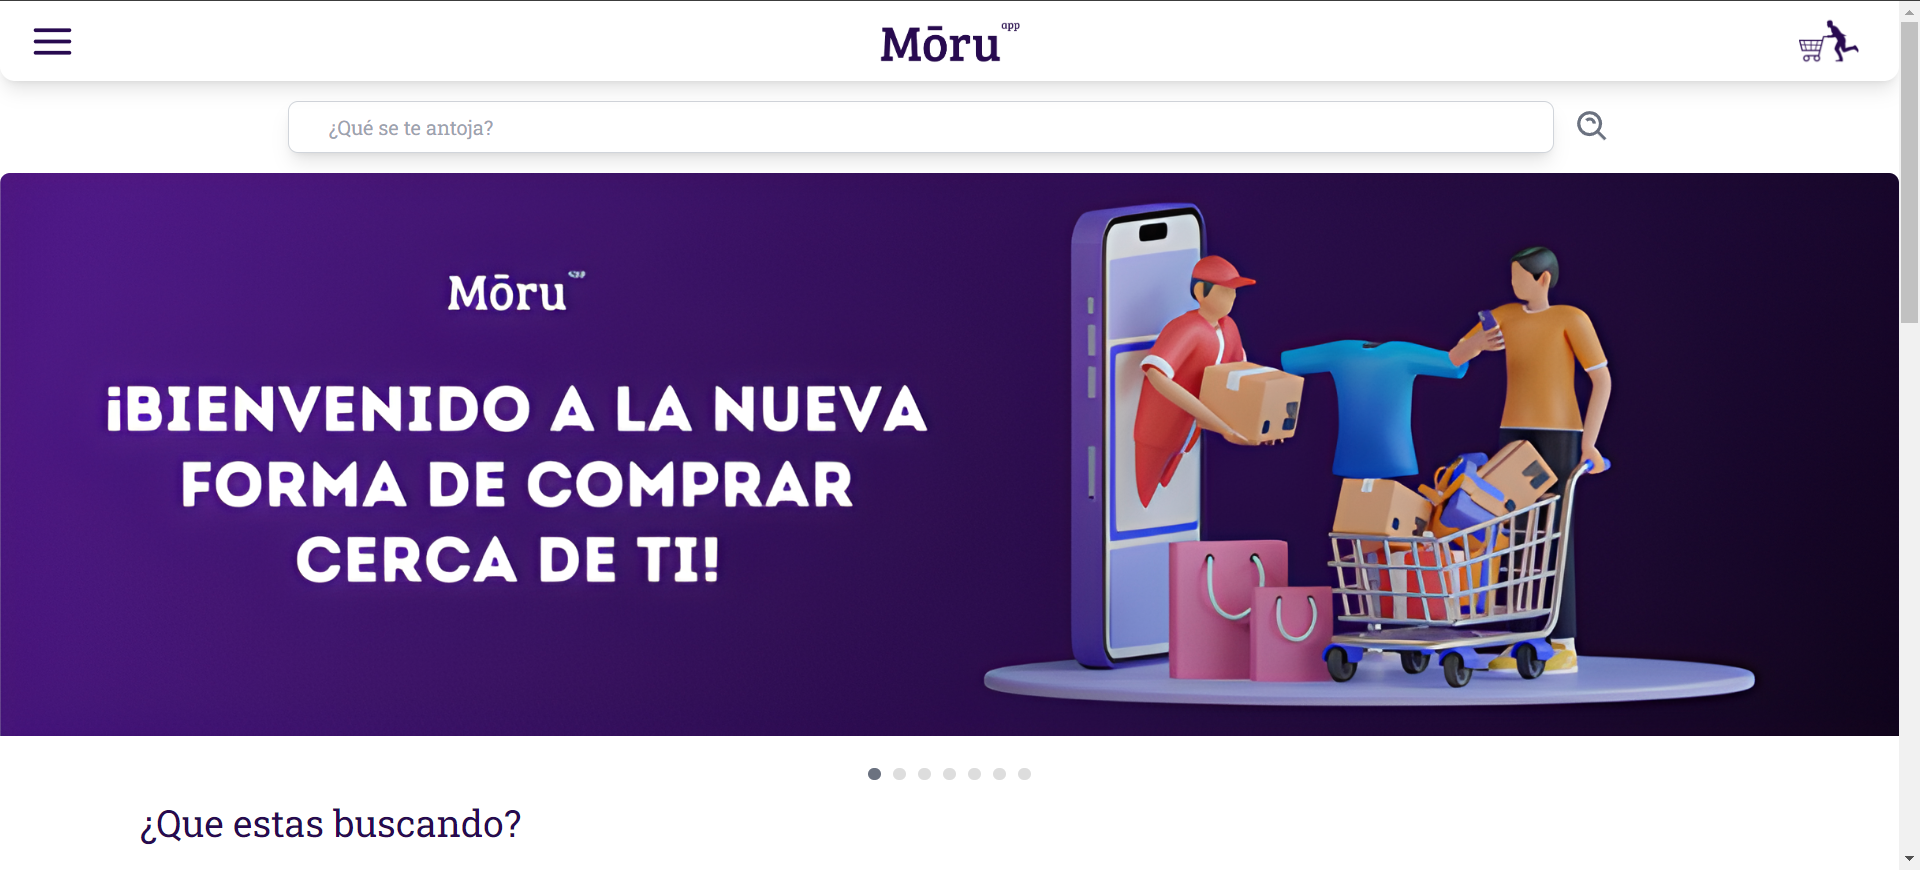 Mōru app
¿Qué se te antoja?
Mōru app
¡BIENVENIDO A LA NUEVA
FORMA DE COMPRAR
CERCA DE TI!
¿Que estas buscando?